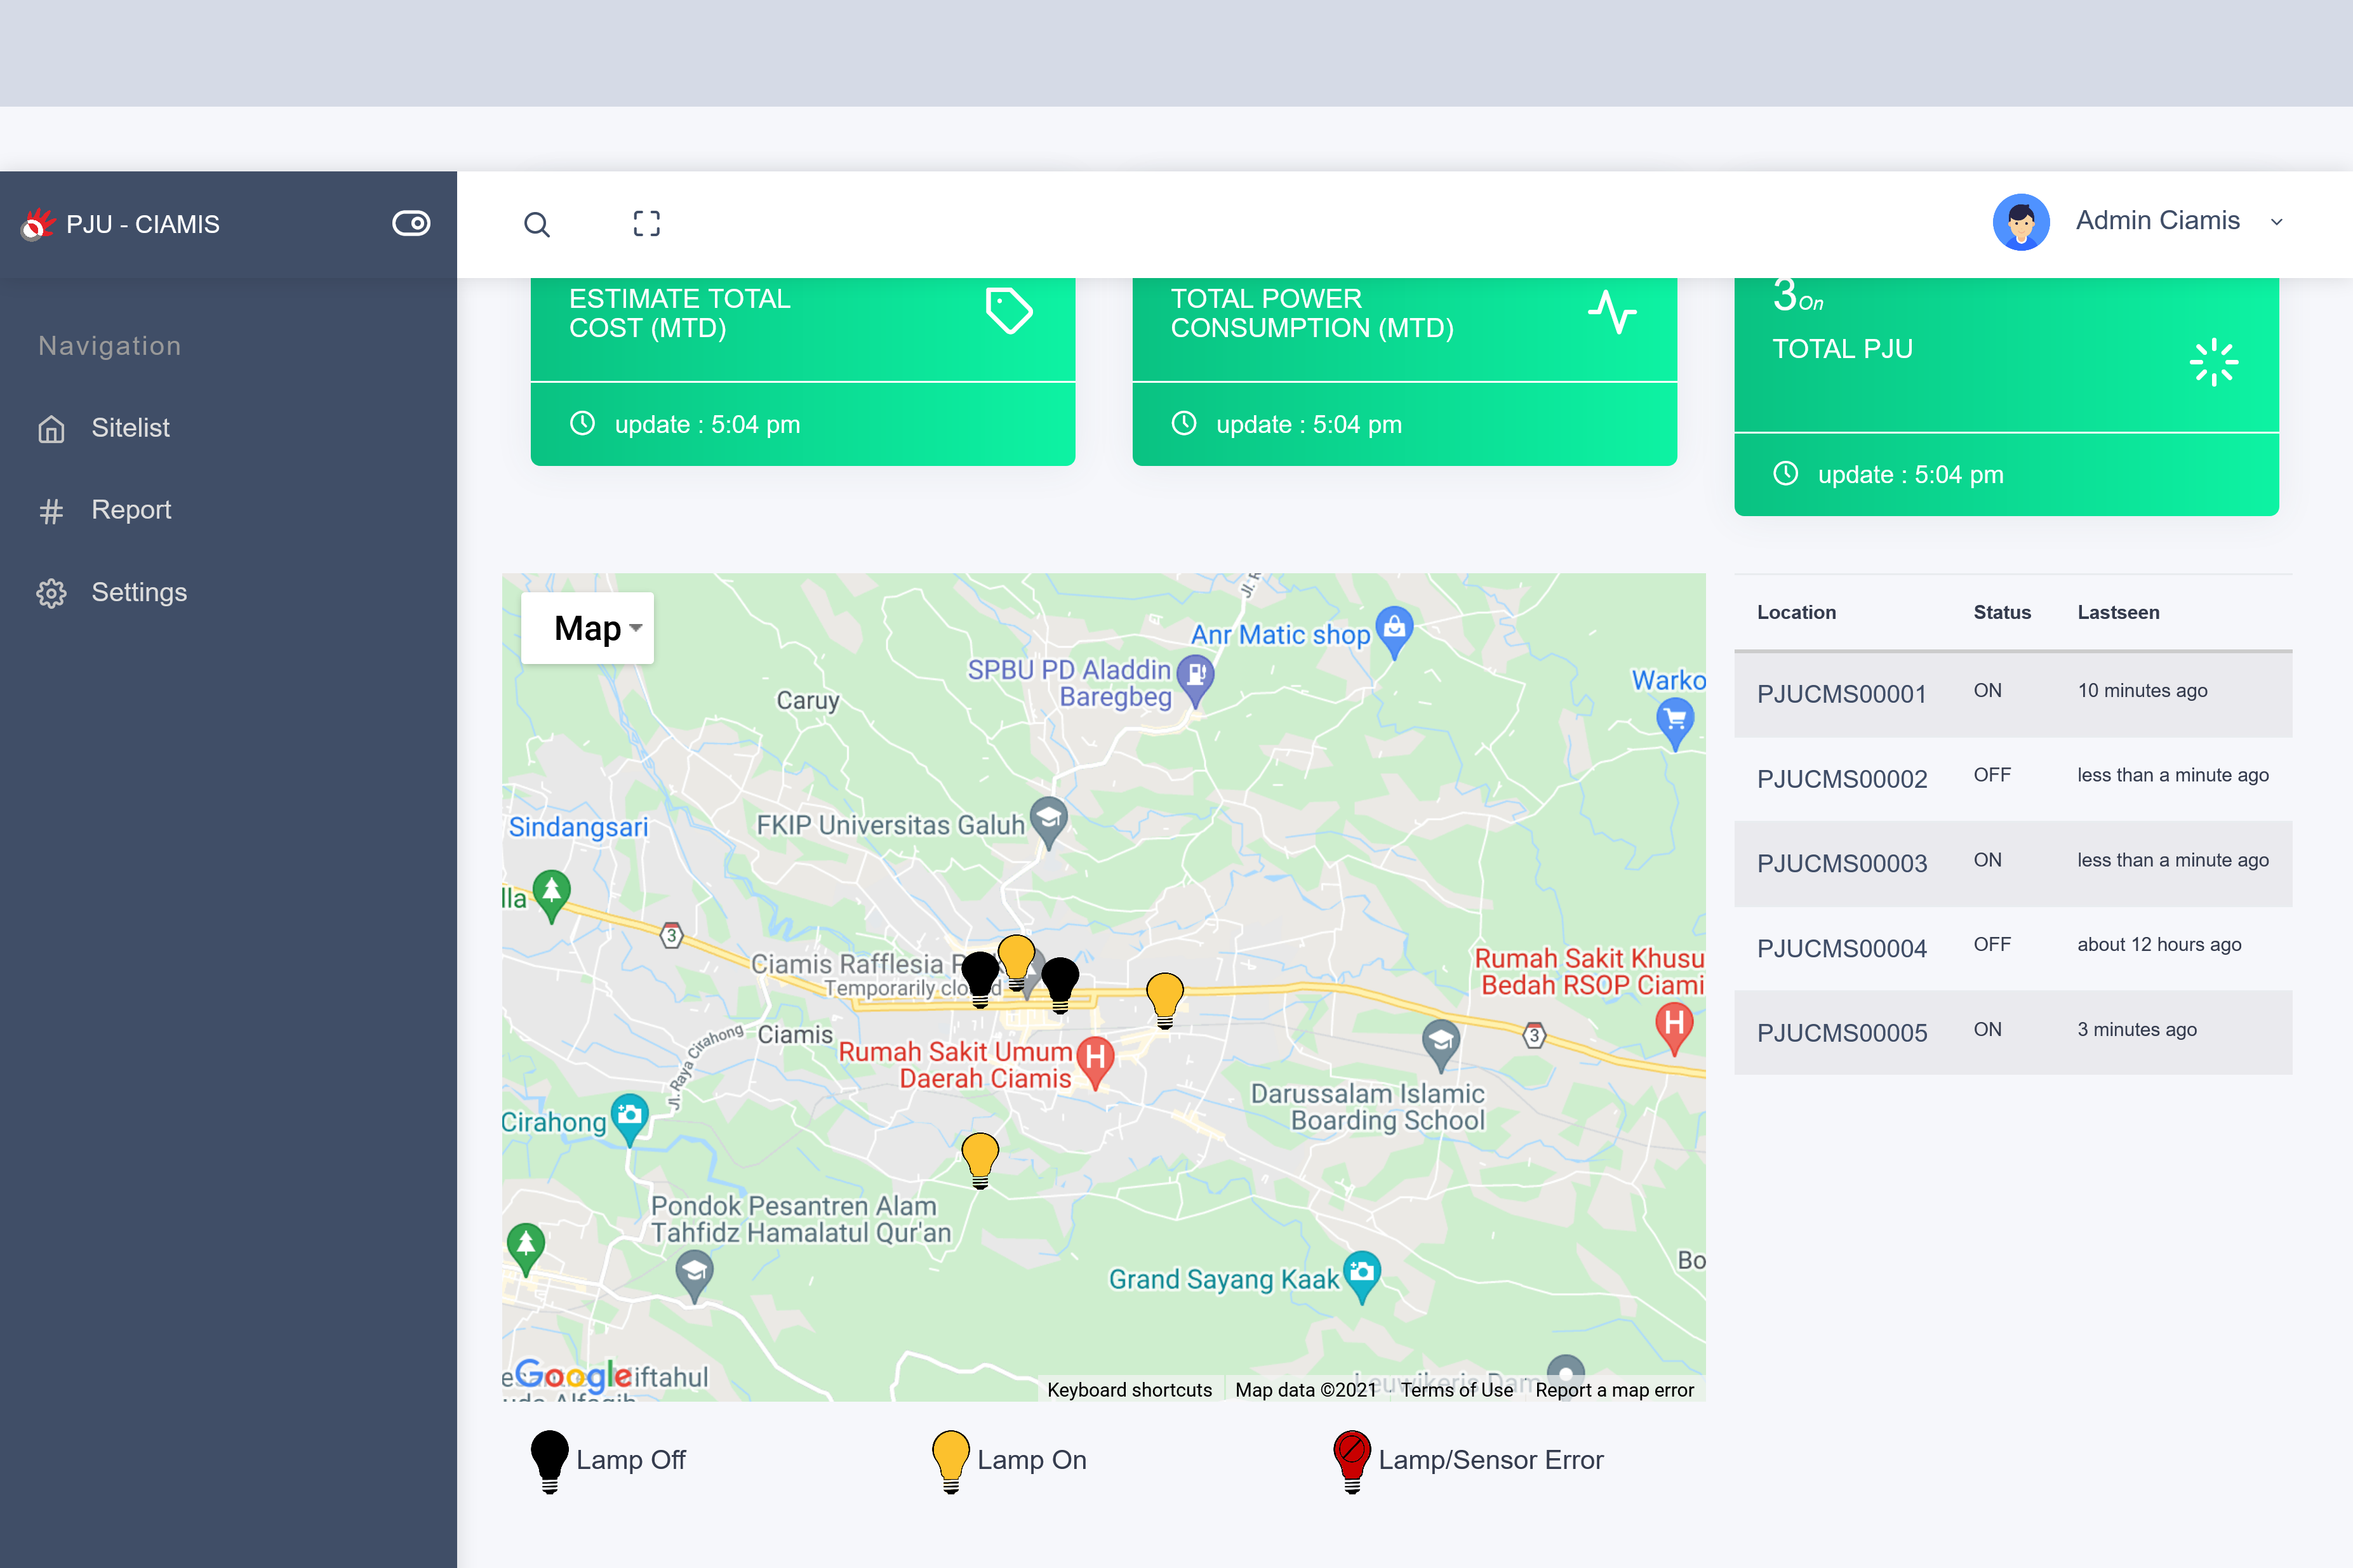 PJU - CIAMIS
Admin Ciamis
Navigation
Sitelist
Report
Settings
ESTIMATE TOTAL
COST (MTD)
update : 5:04 pm
TOTAL POWER
CONSUMPTION (MTD)
update : 5:04 pm
3 On
TOTAL PJU
update : 5:04 pm
Map
Anr Matic shop
SPBU PD Aladdin
Baregbeg
Caruy
Warko
FKIP Universitas Galuh
Sindangsari
lla
3
Ciamis Rafflesia
Temporarily
Rumah Sakit Khusu
Bedah RSOP Ciami
Ciamis
Jl. Raya Cirahong
Rumah Sakit Umum
Daerah Ciamis
3
Darussalam Islamic
Boarding School
Cirahong
Pondok Pesantren Alam
Tahfidz Hamalatul Qur'an
Grand Sayang Kaak
Bo
Google
iftahul
Leuwikeris Dam
Keyboard shortcuts
Map data ©2021
Terms of Use
Report a map error
Lamp Off
Lamp On
Lamp/Sensor Error
Location Status Lastseen
PJUCMS00001 ON 10 minutes ago
PJUCMS00002 OFF less than a minute ago
PJUCMS00003 ON less than a minute ago
PJUCMS00004 OFF about 12 hours ago
PJUCMS00005 ON 3 minutes ago